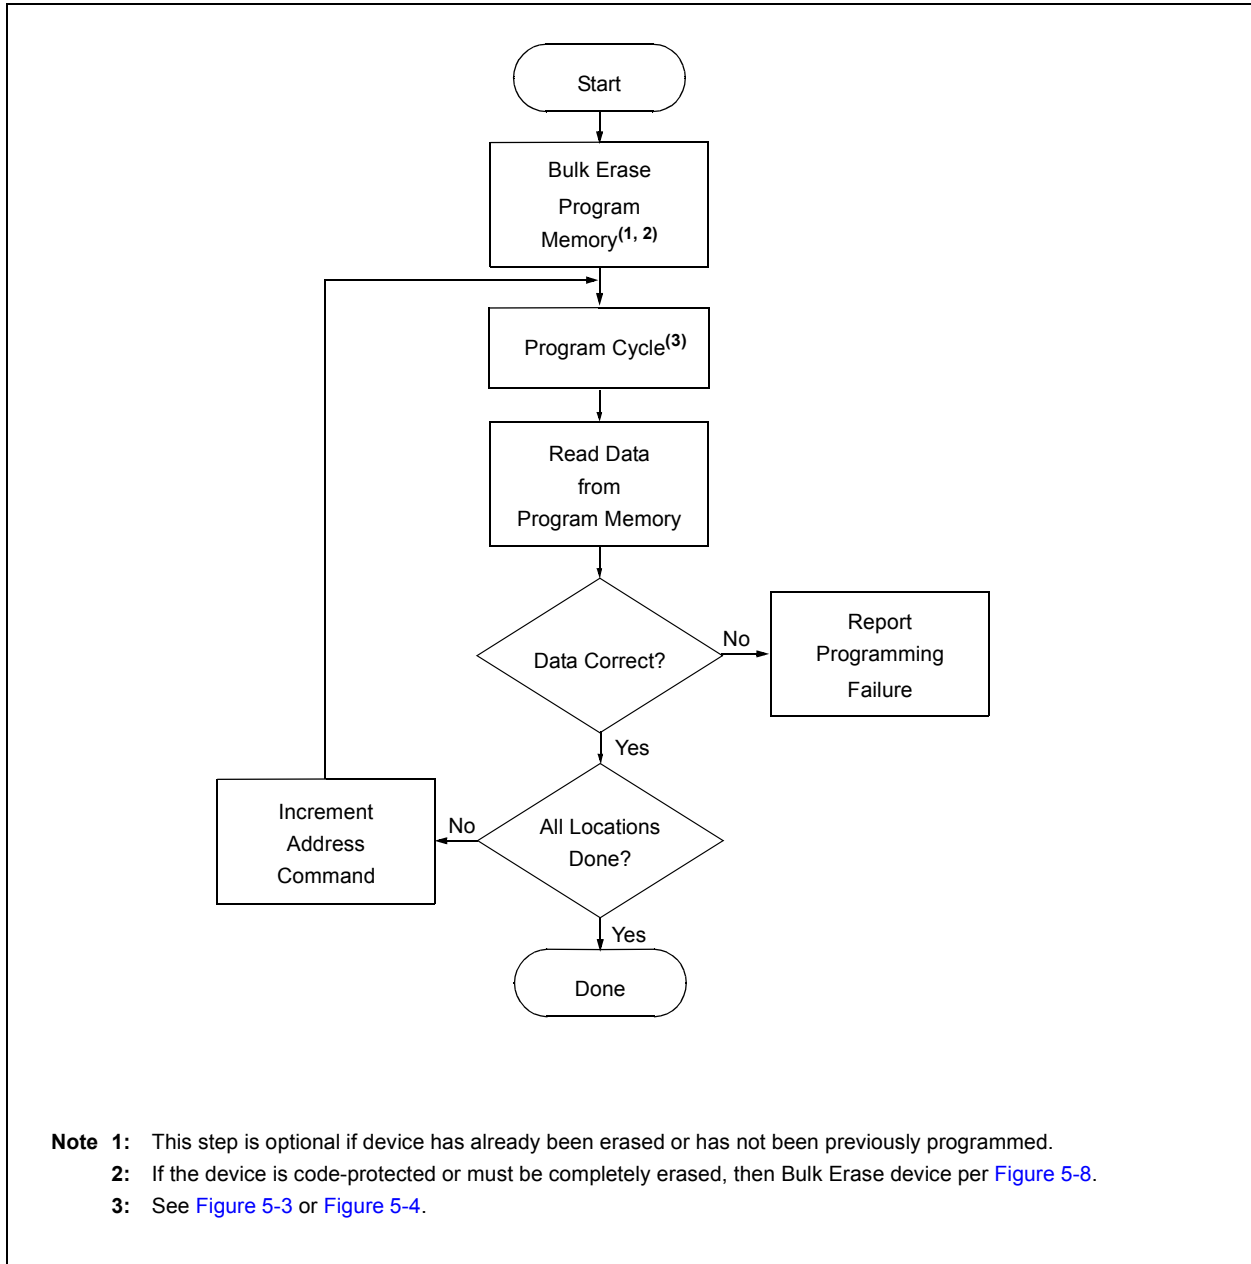 Start
Bulk Erase
Program
Memory(1, 2)
Program Cycle(3)
Read Data
from
Program Memory
Data Correct?
No
Report
Programming
Failure
Yes
All Locations
Done?
No
Increment
Address
Command
Yes
Done
Note 1: This step is optional if device has already been erased or has not been previously programmed.
2: If the device is code-protected or must be completely erased, then Bulk Erase device per Figure 5-8.
3: See Figure 5-3 or Figure 5-4.